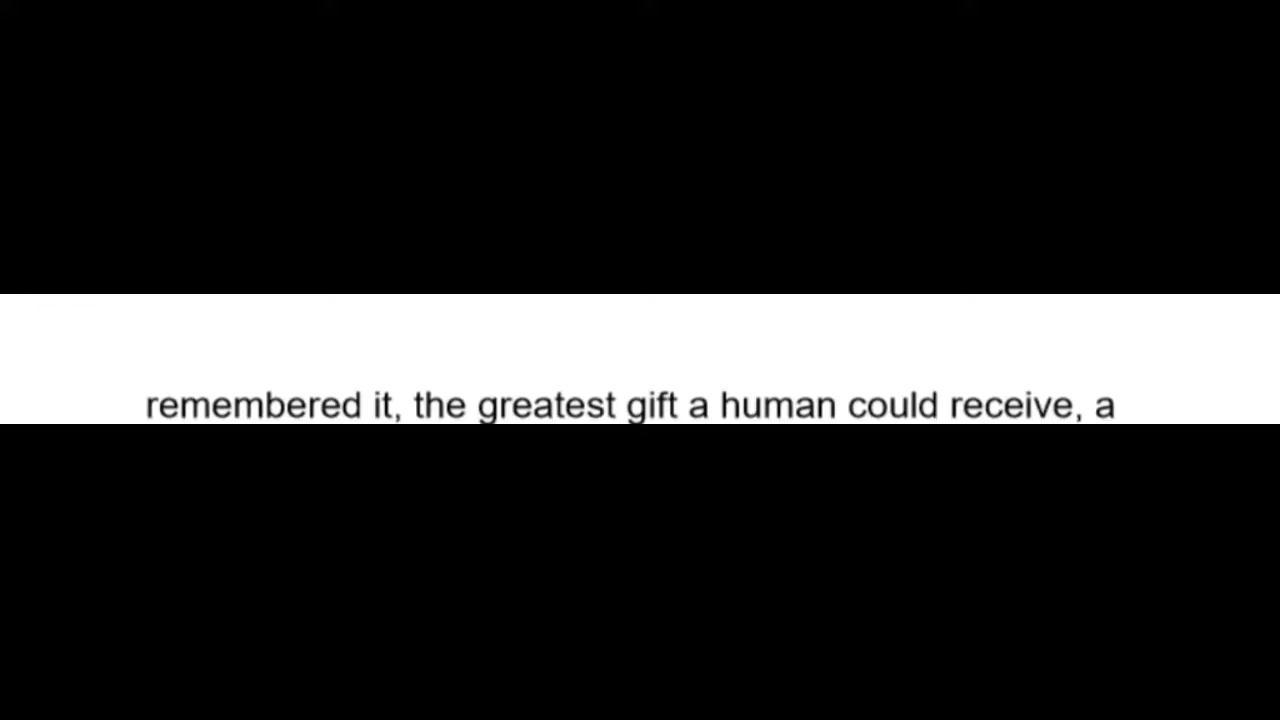 remembered it, the greatest gift a human could receive, a